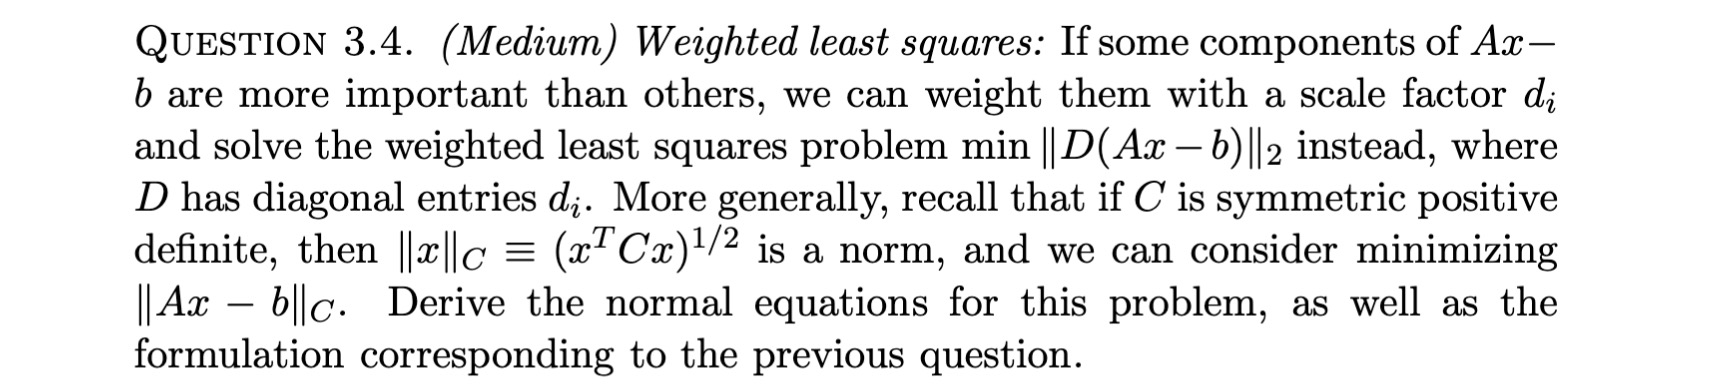 QUESTION 3.4. (Medium) Weighted least squares: If some components of Ax−
b are more important than others, we can weight them with a scale factor dᵢ
and solve the weighted least squares problem min ‖D(Ax − b)‖₂ instead, where
D has diagonal entries dᵢ. More generally, recall that if C is symmetric positive
definite, then ‖x‖_C ≡ (xᵀCx)^{1/2} is a norm, and we can consider minimizing
‖Ax − b‖_C. Derive the normal equations for this problem, as well as the
formulation corresponding to the previous question.